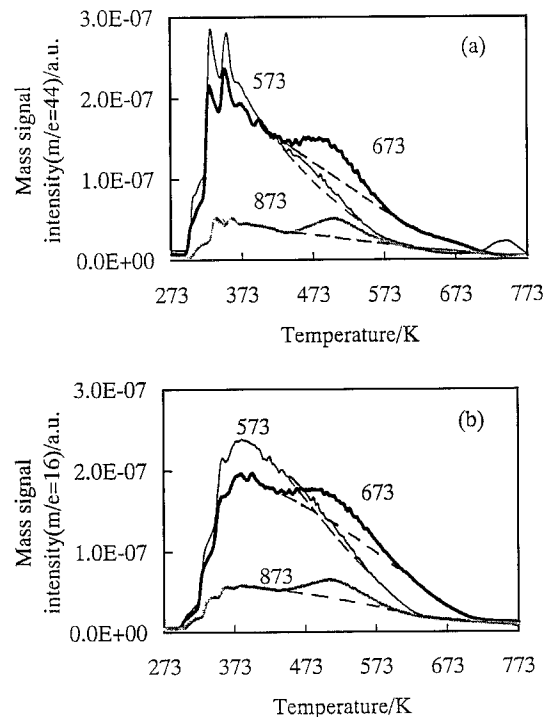 3.0E-07
(a)
573
2.0E-07
673
1.0E-07
873
0.0E+00
273 373 473 573 673 773
Temperature/K
Mass signal
intensity(m/e=44)/a.u.
3.0E-07
(b)
573
2.0E-07
673
1.0E-07
873
0.0E+00
273 373 473 573 673 773
Temperature/K
Mass signal
intensity(m/e=16)/a.u.